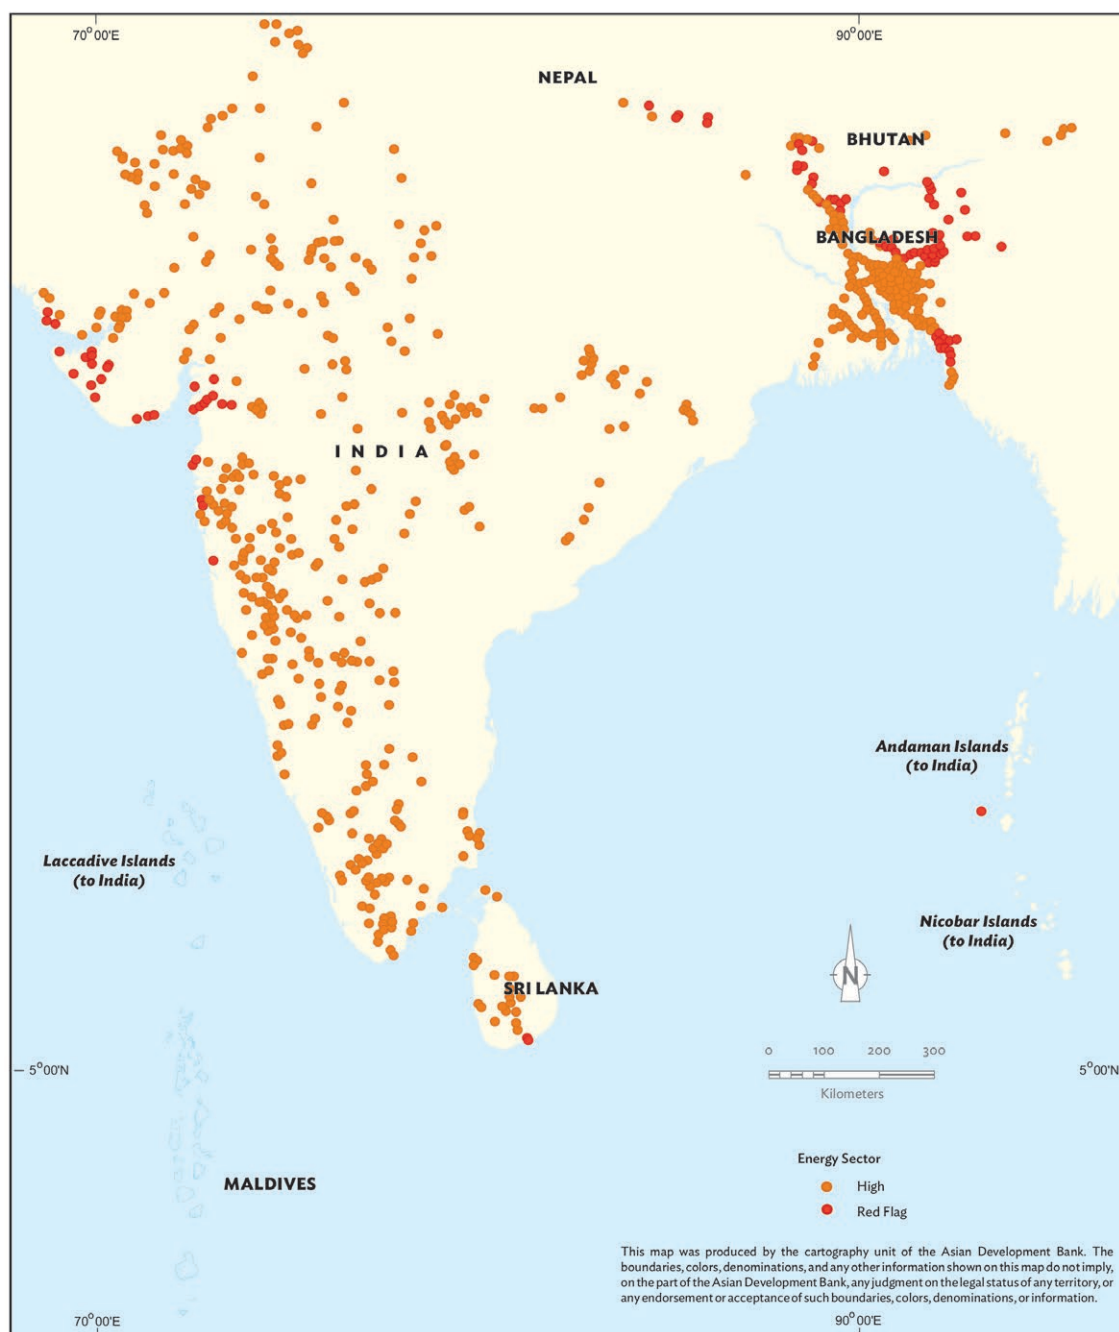 70°00'E 90°00'E
NEPAL
BHUTAN
BANGLADESH
INDIA
Andaman Islands
(to India)
Laccadive Islands
(to India)
Nicobar Islands
(to India)
N
SRI LANKA
0 100 200 300
Kilometers
5°00'N 5°00'N
Energy Sector
High
Red Flag
MALDIVES
This map was produced by the cartography unit of the Asian Development Bank. The
boundaries, colors, denominations, and any other information shown on this map do not imply,
on the part of the Asian Development Bank, any judgment on the legal status of any territory, or
any endorsement or acceptance of such boundaries, colors, denominations, or information.
70°00'E 90°00'E